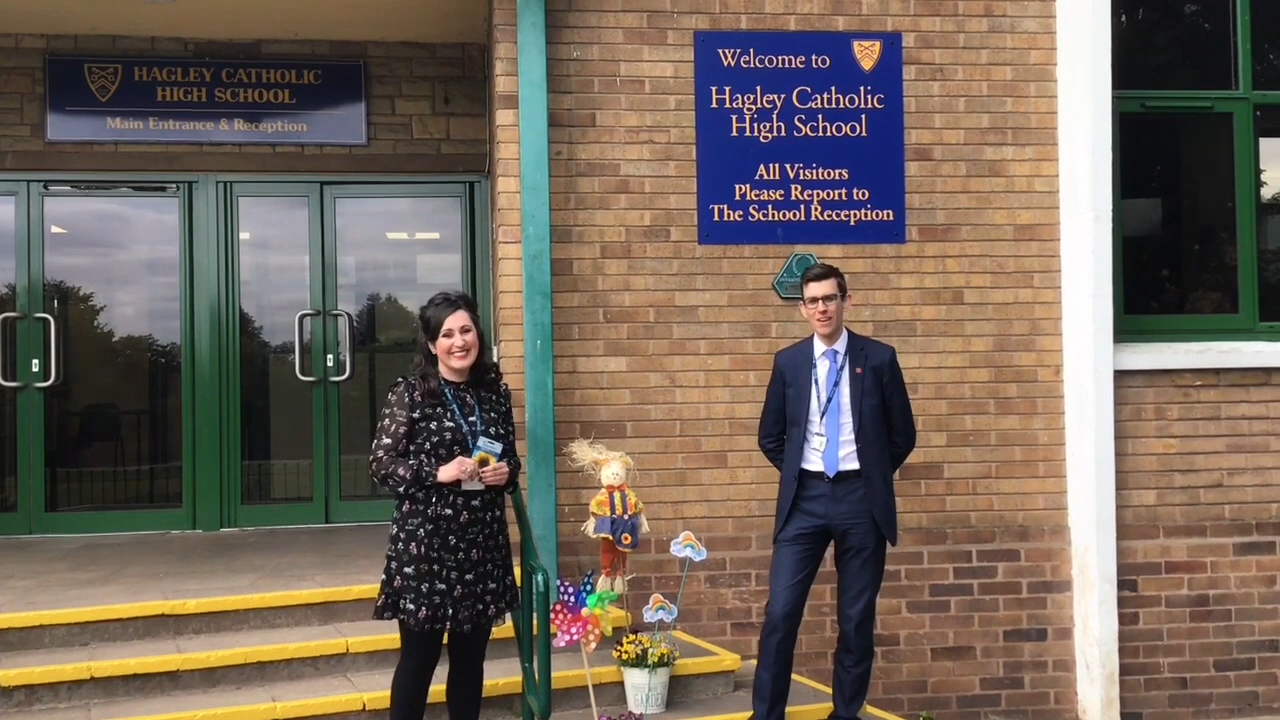 HAGLEY CATHOLIC
HIGH SCHOOL
Main Entrance & Reception
Welcome to
Hagley Catholic
High School
All Visitors
Please Report to
The School Reception
GARDEN